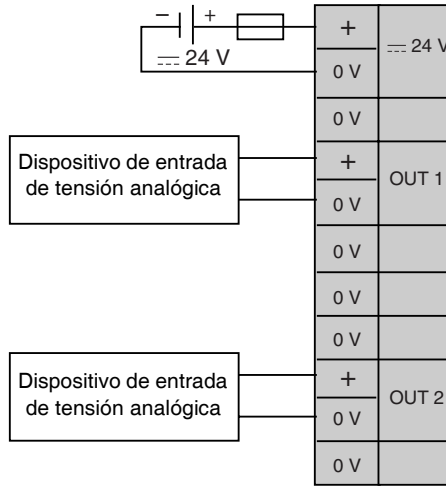 − +
+
⎓ 24 V
⎓ 24 V
0 V
0 V
Dispositivo de entrada
de tensión analógica
+
OUT 1
0 V
0 V
0 V
0 V
Dispositivo de entrada
de tensión analógica
+
OUT 2
0 V
0 V